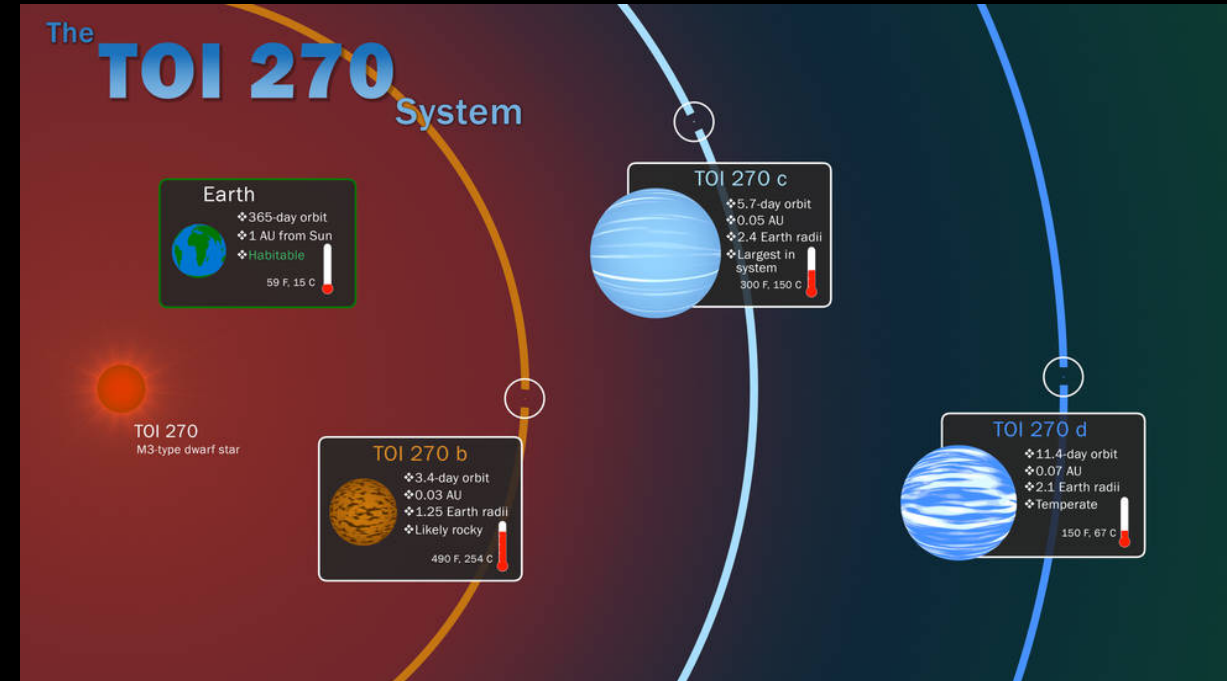 The
TOI 270
System
Earth
❖365-day orbit
❖1 AU from Sun
❖Habitable
59 F, 15 C
TOI 270
M3-type dwarf star
TOI 270 b
❖3.4-day orbit
❖0.03 AU
❖1.25 Earth radii
❖Likely rocky
490 F, 254 C
TOI 270 c
❖5.7-day orbit
❖0.05 AU
❖2.4 Earth radii
❖Largest in
system
300 F, 150 C
TOI 270 d
❖11.4-day orbit
❖0.07 AU
❖2.1 Earth radii
❖Temperate
150 F, 67 C